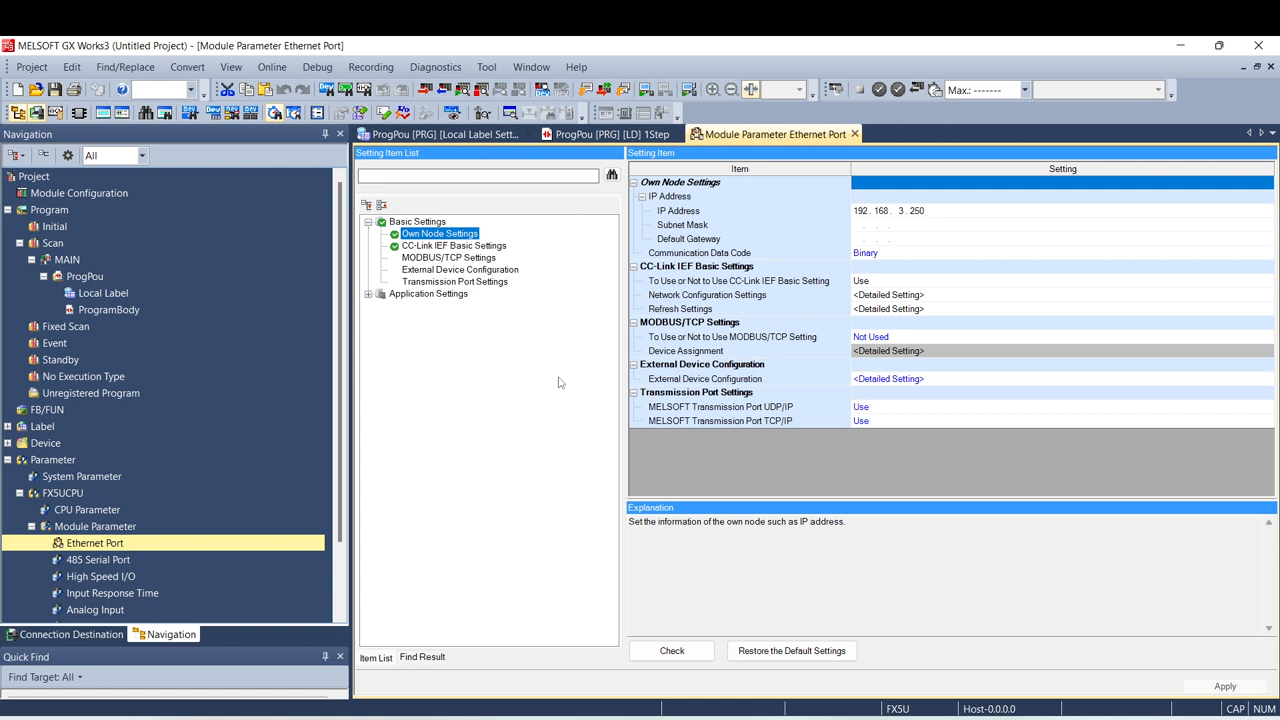 MELSOFT GX Works3 (Untitled Project) - [Module Parameter Ethernet Port]
Project Edit Find/Replace Convert View Online Debug Recording Diagnostics Tool Window Help
Max.: -------
Navigation
ProgPou [PRG] [Local Label Sett...
ProgPou [PRG] [LD] 1Step
Module Parameter Ethernet Port
All
Project
Module Configuration
Program
Initial
Scan
MAIN
ProgPou
Local Label
ProgramBody
Fixed Scan
Event
Standby
No Execution Type
Unregistered Program
FB/FUN
Label
Device
Parameter
System Parameter
FX5UCPU
CPU Parameter
Module Parameter
Ethernet Port
485 Serial Port
High Speed I/O
Input Response Time
Analog Input
Connection Destination Navigation
Quick Find
Find Target: All
Setting Item List
Basic Settings
Own Node Settings
CC-Link IEF Basic Settings
MODBUS/TCP Settings
External Device Configuration
Transmission Port Settings
Application Settings
Item List Find Result
Setting Item
Item Setting
Own Node Settings
IP Address
IP Address 192 . 168 . 3 . 250
Subnet Mask . . .
Default Gateway . . .
Communication Data Code Binary
CC-Link IEF Basic Settings
To Use or Not to Use CC-Link IEF Basic Setting Use
Network Configuration Settings <Detailed Setting>
Refresh Settings <Detailed Setting>
MODBUS/TCP Settings
To Use or Not to Use MODBUS/TCP Setting Not Used
Device Assignment <Detailed Setting>
External Device Configuration
External Device Configuration <Detailed Setting>
Transmission Port Settings
MELSOFT Transmission Port UDP/IP Use
MELSOFT Transmission Port TCP/IP Use
Explanation
Set the information of the own node such as IP address.
Check Restore the Default Settings
Apply
FX5U Host-0.0.0.0 CAP NUM